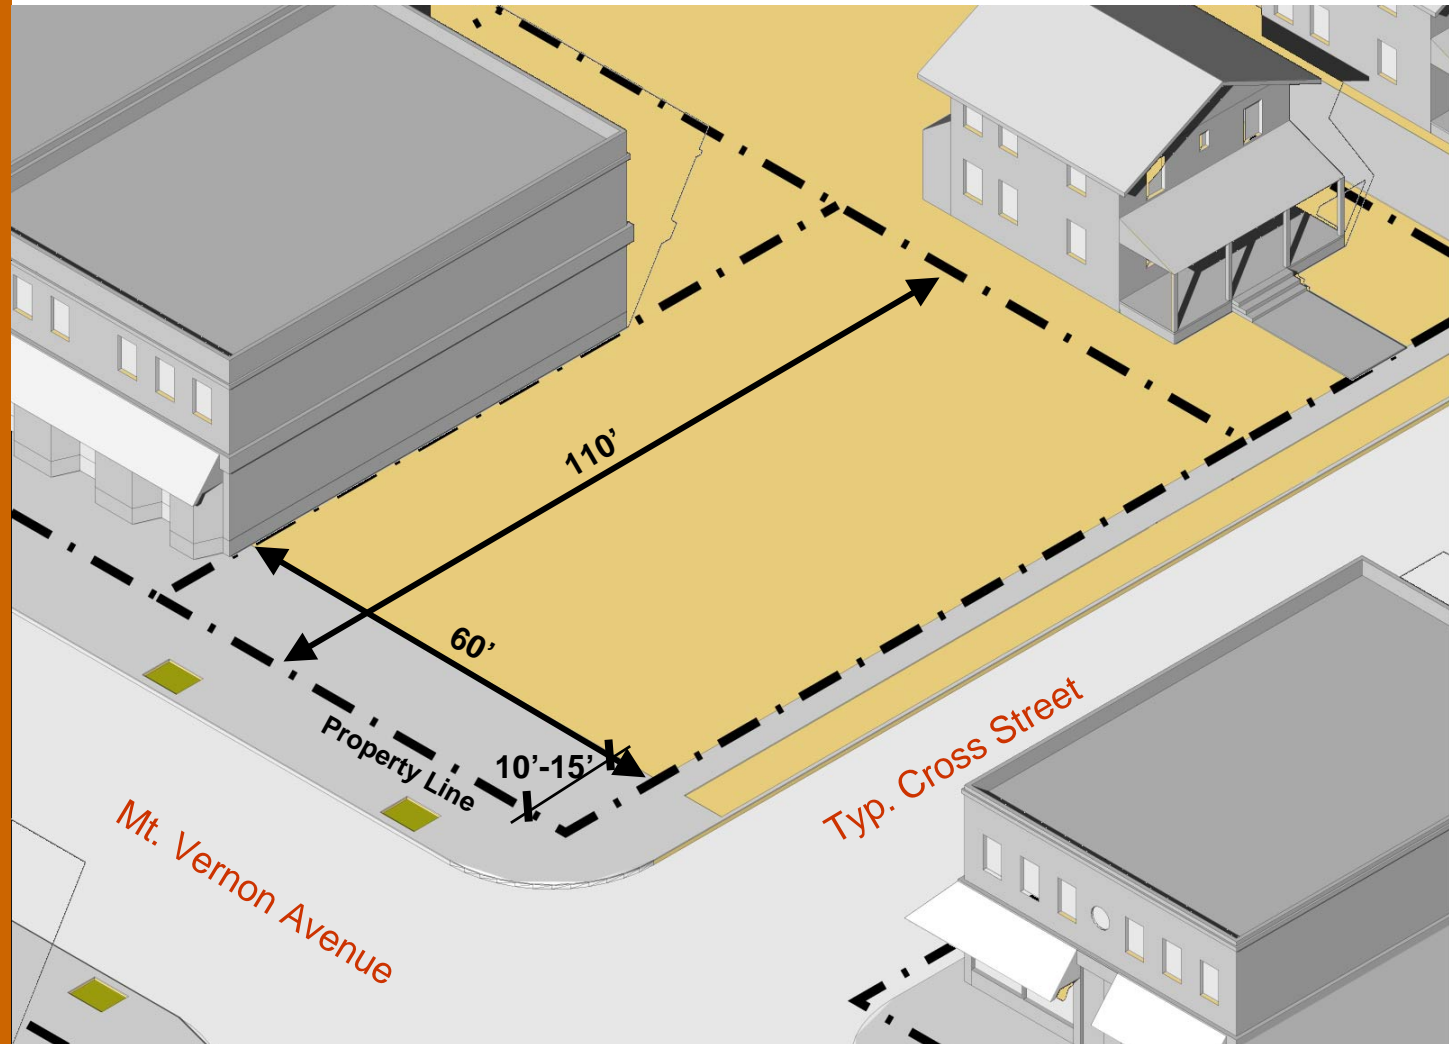 110’
60’
Property Line
10’-15’
Typ. Cross Street
Mt. Vernon Avenue